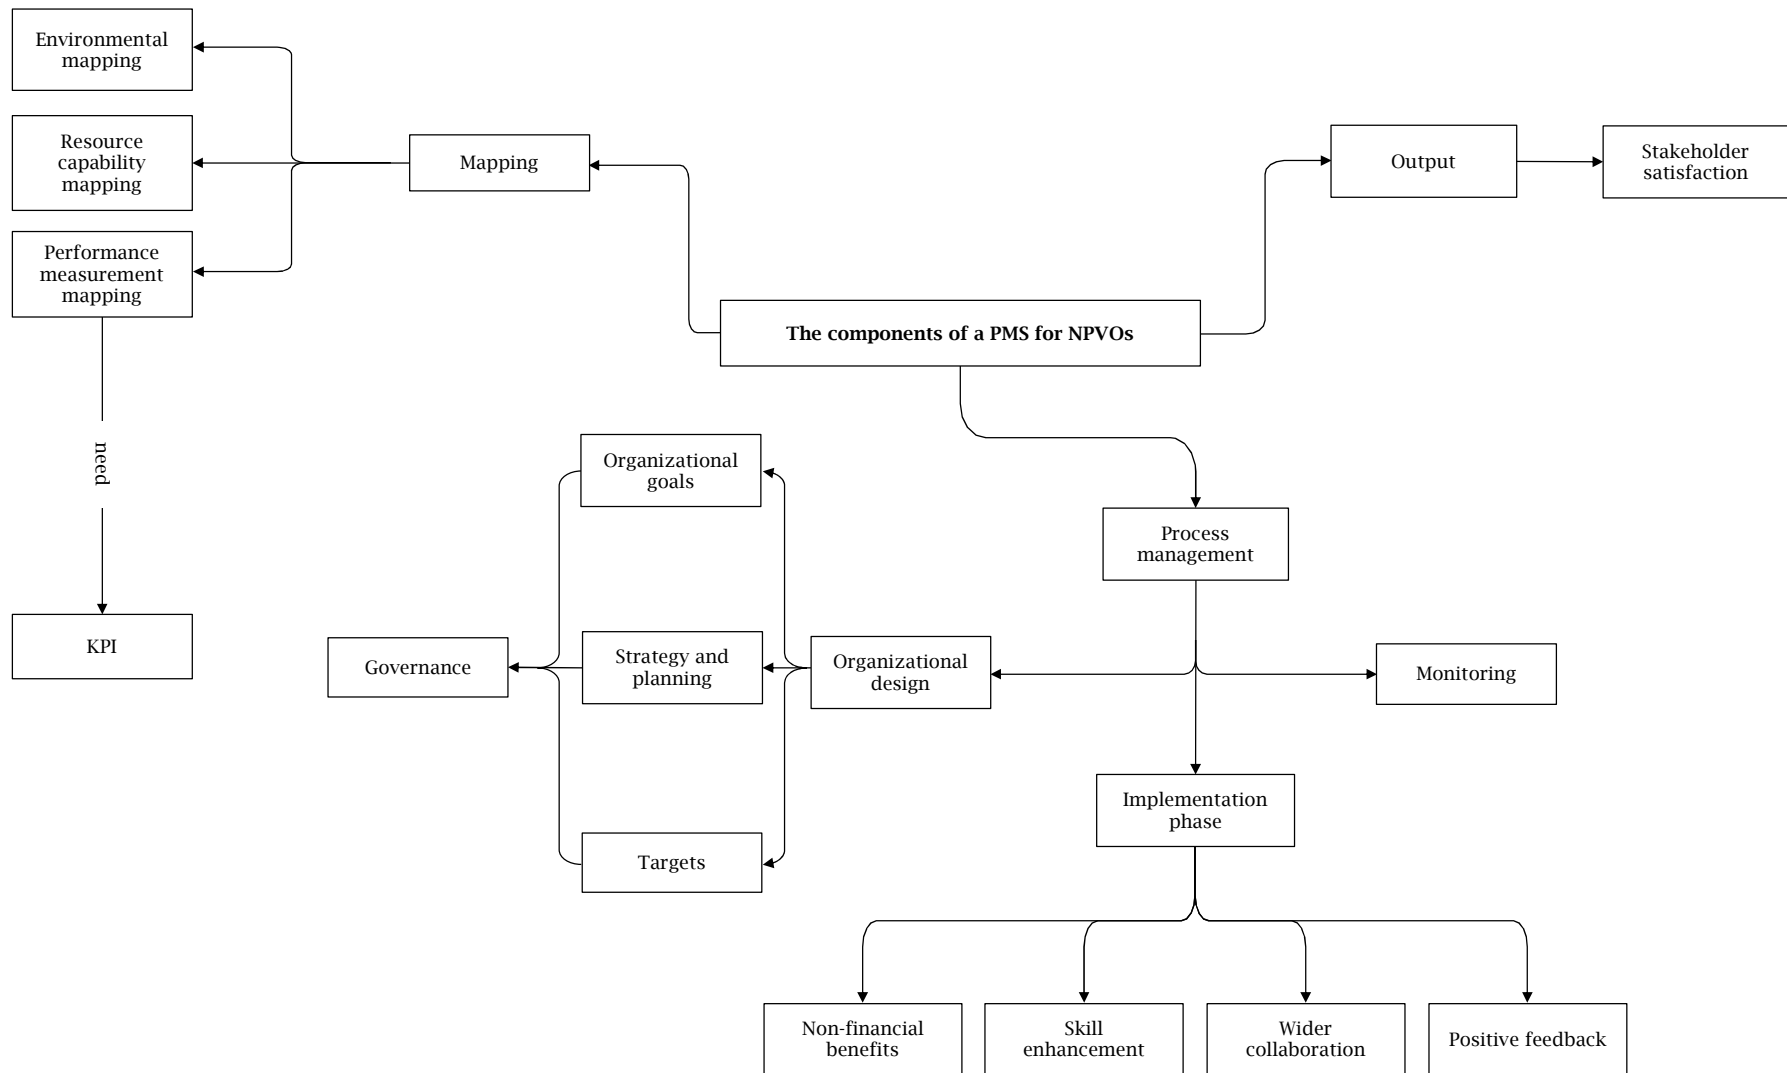 Environmental
mapping
Resource
capability
mapping
Performance
measurement
mapping
need
KPI
Mapping
Output
Stakeholder
satisfaction
The components of a PMS for NPVOs
Process
management
Organizational
goals
Strategy and
planning
Targets
Governance
Organizational
design
Monitoring
Implementation
phase
Non-financial
benefits
Skill
enhancement
Wider
collaboration
Positive feedback